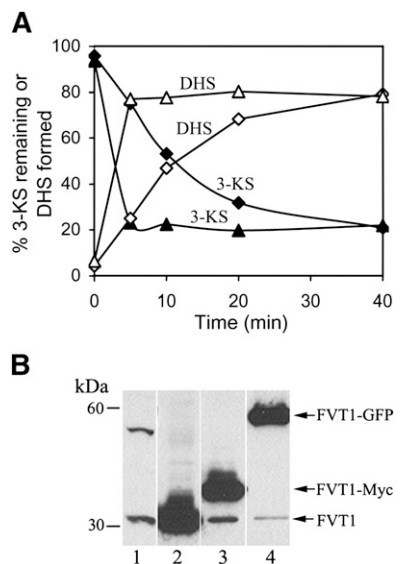 A
% 3-KS remaining or
DHS formed
100
80
60
40
20
0
DHS
DHS
3-KS
3-KS
0 10 20 30 40
Time (min)
B
kDa
60
30
FVT1-GFP
FVT1-Myc
FVT1
1 2 3 4